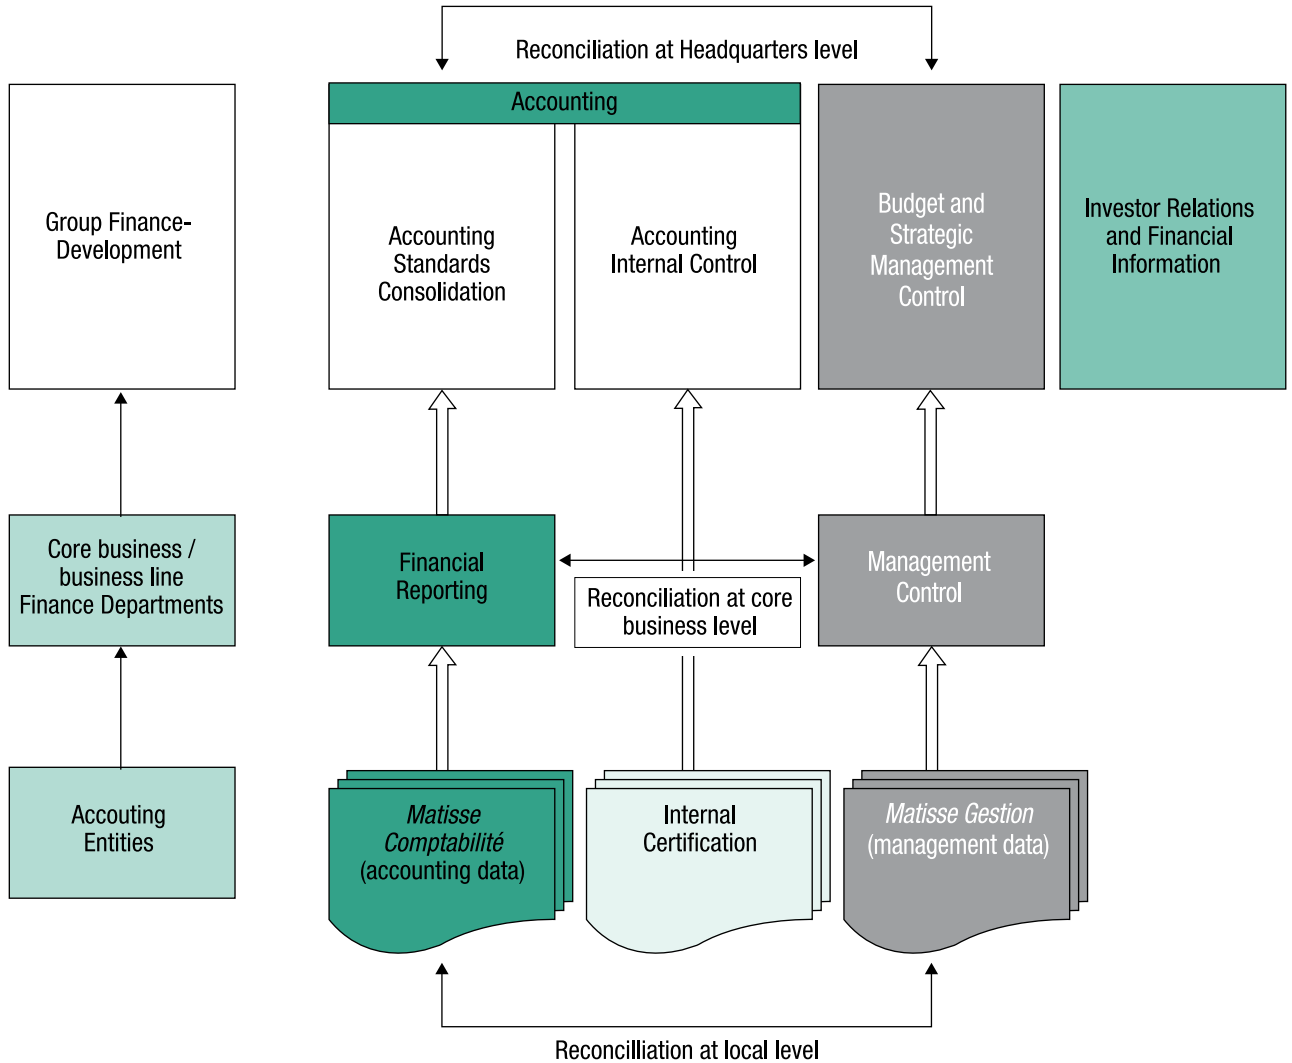 Reconciliation at Headquarters level
Accounting
Group Finance-
Development
Accounting
Standards
Consolidation
Accounting
Internal Control
Budget and
Strategic
Management
Control
Investor Relations
and Financial
Information
Core business /
business line
Finance Departments
Financial
Reporting
Reconciliation at core
business level
Management
Control
Accouting
Entities
Matisse
Comptabilité
(accounting data)
Internal
Certification
Matisse Gestion
(management data)
Reconcilliation at local level